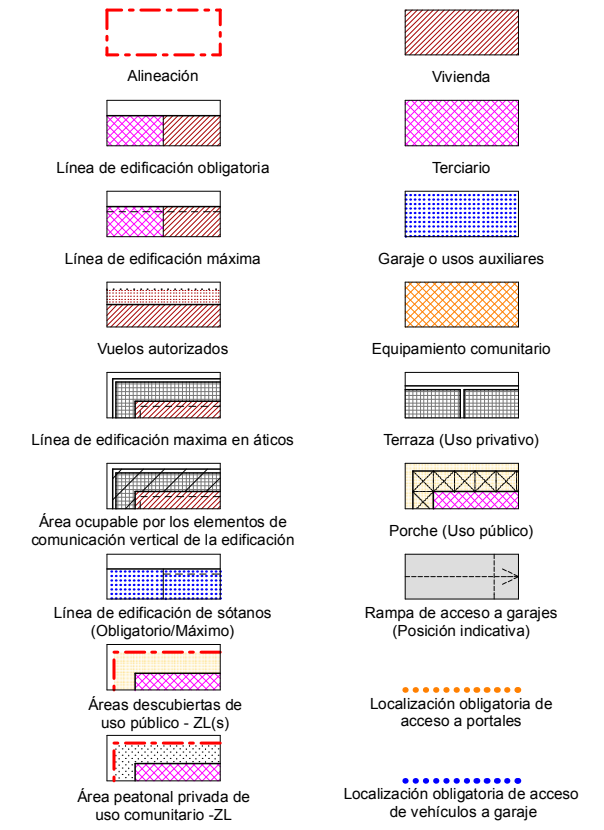 Alineación
Vivienda
Línea de edificación obligatoria
Terciario
Línea de edificación máxima
Garaje o usos auxiliares
Vuelos autorizados
Equipamiento comunitario
Línea de edificación maxima en áticos
Terraza (Uso privativo)
Área ocupable por los elementos de
comunicación vertical de la edificación
Porche (Uso público)
Línea de edificación de sótanos
(Obligatorio/Máximo)
Rampa de acceso a garajes
(Posición indicativa)
Áreas descubiertas de
uso público - ZL(s)
Localización obligatoria de
acceso a portales
Área peatonal privada de
uso comunitario -ZL
Localización obligatoria de acceso
de vehículos a garaje